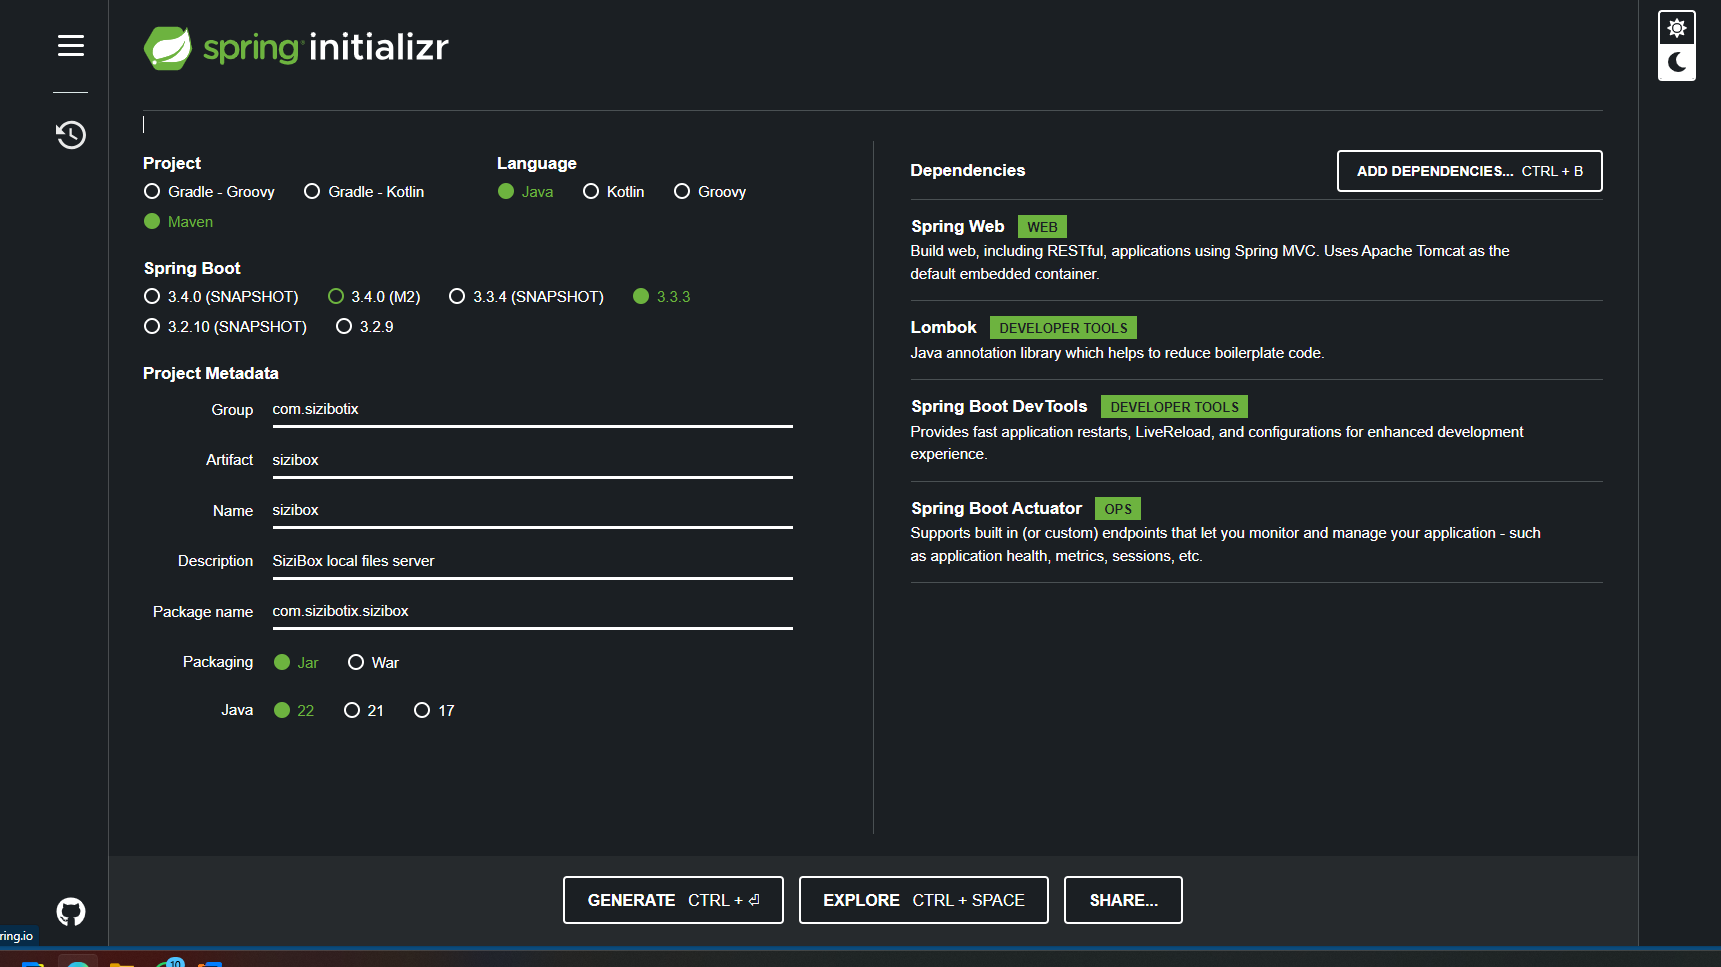 spring initializr
Project
Gradle - Groovy Gradle - Kotlin
Maven
Language
Java Kotlin Groovy
Spring Boot
3.4.0 (SNAPSHOT) 3.4.0 (M2) 3.3.4 (SNAPSHOT) 3.3.3
3.2.10 (SNAPSHOT) 3.2.9
Project Metadata
Group com.sizibotix
Artifact sizibox
Name sizibox
Description SiziBox local files server
Package name com.sizibotix.sizibox
Packaging Jar War
Java 22 21 17
Dependencies
ADD DEPENDENCIES... CTRL + B
Spring Web WEB
Build web, including RESTful, applications using Spring MVC. Uses Apache Tomcat as the
default embedded container.
Lombok DEVELOPER TOOLS
Java annotation library which helps to reduce boilerplate code.
Spring Boot DevTools DEVELOPER TOOLS
Provides fast application restarts, LiveReload, and configurations for enhanced development
experience.
Spring Boot Actuator OPS
Supports built in (or custom) endpoints that let you monitor and manage your application - such
as application health, metrics, sessions, etc.
GENERATE CTRL + ⏎
EXPLORE CTRL + SPACE
SHARE...
ring.io
10